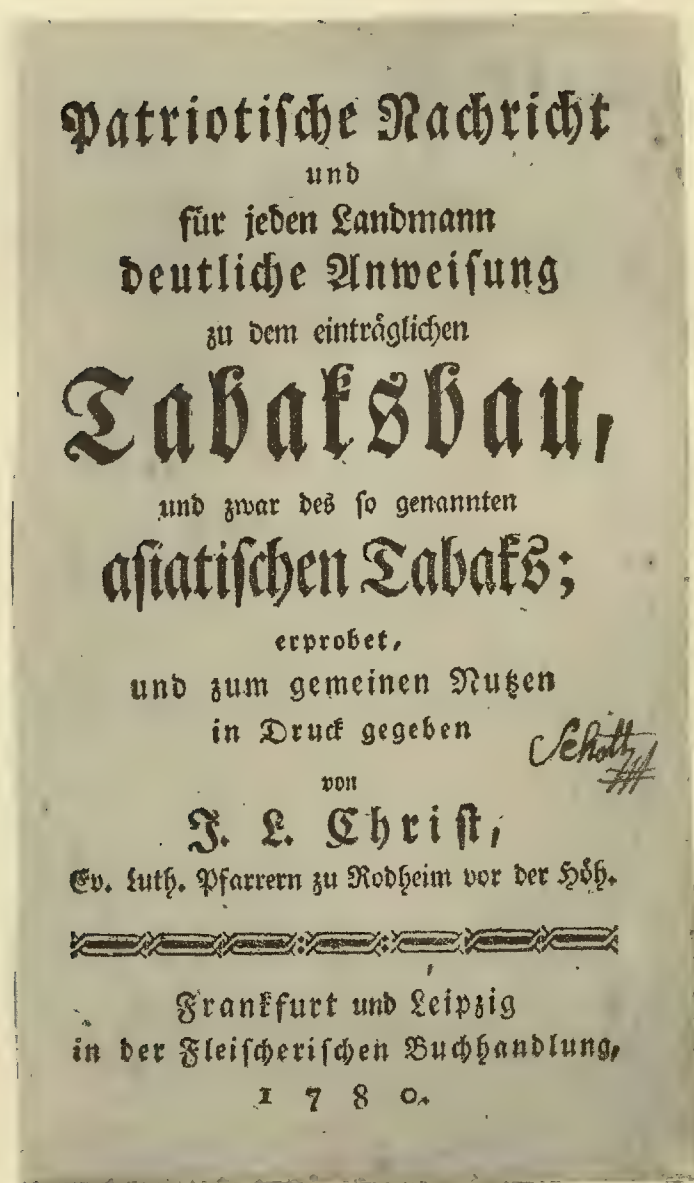 Patriotische Nachricht
und
für jeden Landmann
deutliche Anweisung
zu dem einträglichen
Tabaksbau,
und zwar des so genannten
asiatischen Tabaks;
erprobet,
und zum gemeinen Nutzen
in Druck gegeben
von
J. L. Christ,
Ev. Luth. Pfarrern zu Rodheim vor der Höh.
Frankfurt und Leipzig
in der Fleischerischen Buchhandlung,
1780.